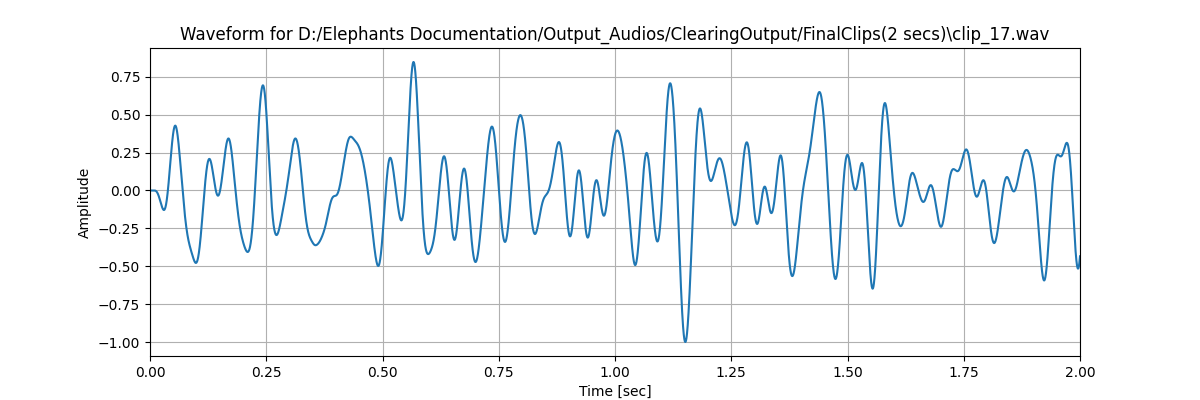 Waveform for D:/Elephants Documentation/Output_Audios/ClearingOutput/FinalClips(2 secs)\clip_17.wav
Amplitude
0.75
0.50
0.25
0.00
−0.25
−0.50
−0.75
−1.00
0.00 0.25 0.50 0.75 1.00 1.25 1.50 1.75 2.00
Time [sec]